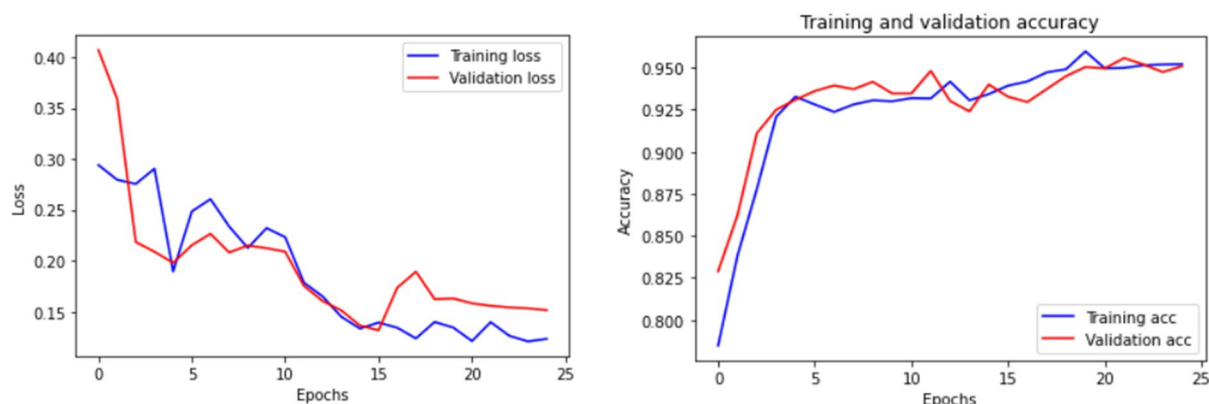 0.40
0.35
0.30
0.25
0.20
0.15
Loss
Training loss
Validation loss
0 5 10 15 20 25
Epochs
Training and validation accuracy
0.950
0.925
0.900
0.875
0.850
0.825
0.800
Accuracy
Training acc
Validation acc
0 5 10 15 20 25
Epochs